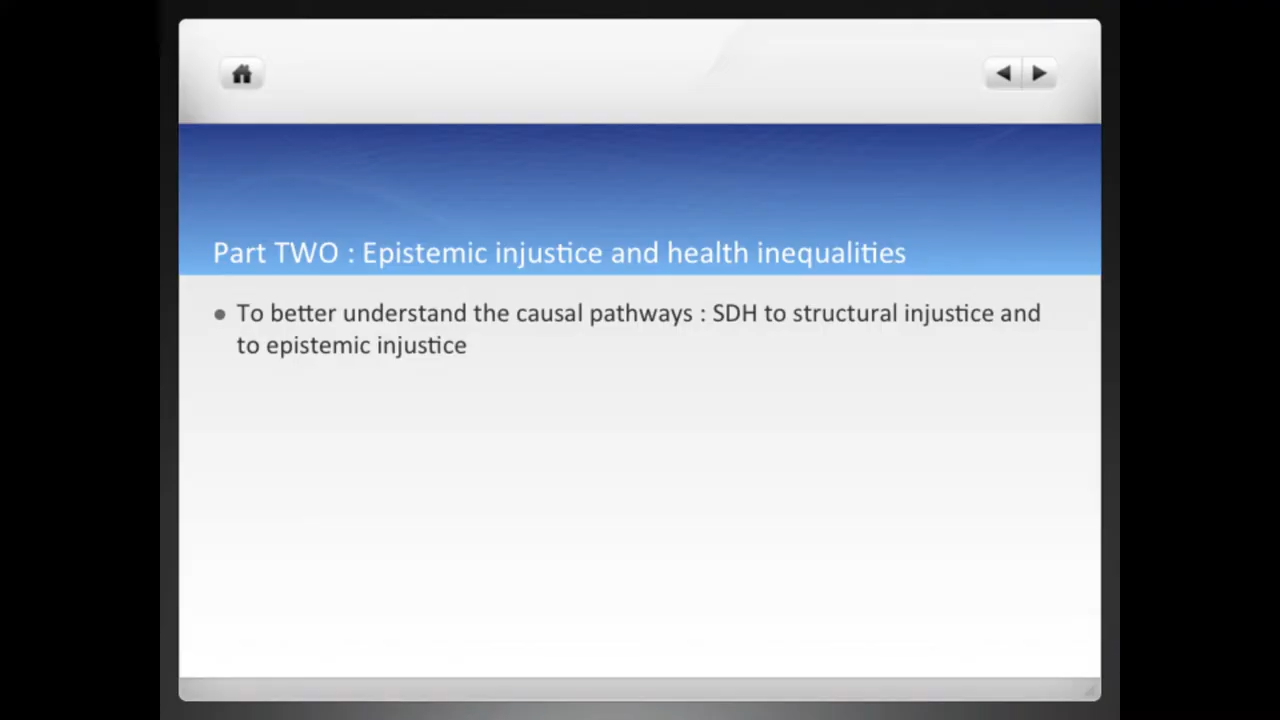 Part TWO : Epistemic injustice and health inequalities
To better understand the causal pathways : SDH to structural injustice and
to epistemic injustice